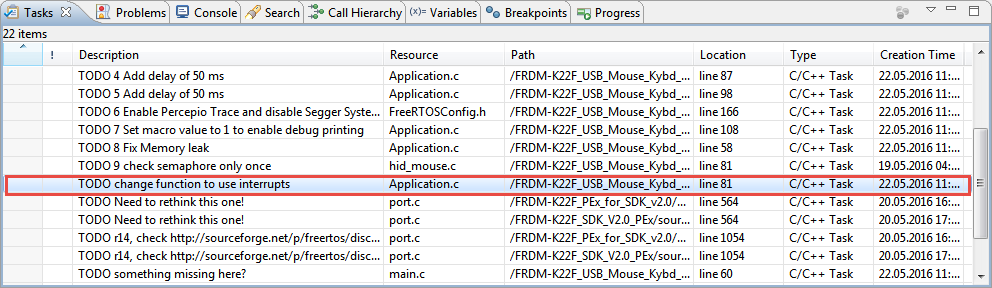 Tasks Problems Console Search Call Hierarchy (x)= Variables Breakpoints Progress
22 items
! Description Resource Path Location Type Creation Time
TODO 4 Add delay of 50 ms Application.c /FRDM-K22F_USB_Mouse_Kybd_... line 87 C/C++ Task 22.05.2016 11:...
TODO 5 Add delay of 50 ms Application.c /FRDM-K22F_USB_Mouse_Kybd_... line 98 C/C++ Task 22.05.2016 11:...
TODO 6 Enable Percepio Trace and disable Segger Syste... FreeRTOSConfig.h /FRDM-K22F_USB_Mouse_Kybd_... line 166 C/C++ Task 22.05.2016 11:...
TODO 7 Set macro value to 1 to enable debug printing Application.c /FRDM-K22F_USB_Mouse_Kybd_... line 108 C/C++ Task 22.05.2016 11:...
TODO 8 Fix Memory leak Application.c /FRDM-K22F_USB_Mouse_Kybd_... line 58 C/C++ Task 22.05.2016 11:...
TODO 9 check semaphore only once hid_mouse.c /FRDM-K22F_USB_Mouse_Kybd_... line 81 C/C++ Task 19.05.2016 04:...
TODO change function to use interrupts Application.c /FRDM-K22F_USB_Mouse_Kybd_... line 81 C/C++ Task 22.05.2016 11:...
TODO Need to rethink this one! port.c /FRDM-K22F_PEx_for_SDK_v2.0/... line 564 C/C++ Task 20.05.2016 16:...
TODO Need to rethink this one! port.c /FRDM-K22F_SDK_V2.0_PEx/sour... line 564 C/C++ Task 20.05.2016 17:...
TODO r14, check http://sourceforge.net/p/freertos/disc... port.c /FRDM-K22F_PEx_for_SDK_v2.0/... line 1054 C/C++ Task 20.05.2016 16:...
TODO r14, check http://sourceforge.net/p/freertos/disc... port.c /FRDM-K22F_SDK_V2.0_PEx/sour... line 1054 C/C++ Task 20.05.2016 17:...
TODO something missing here? main.c /FRDM-K22F_USB_Mouse_Kybd_... line 60 C/C++ Task 22.05.2016 11:...